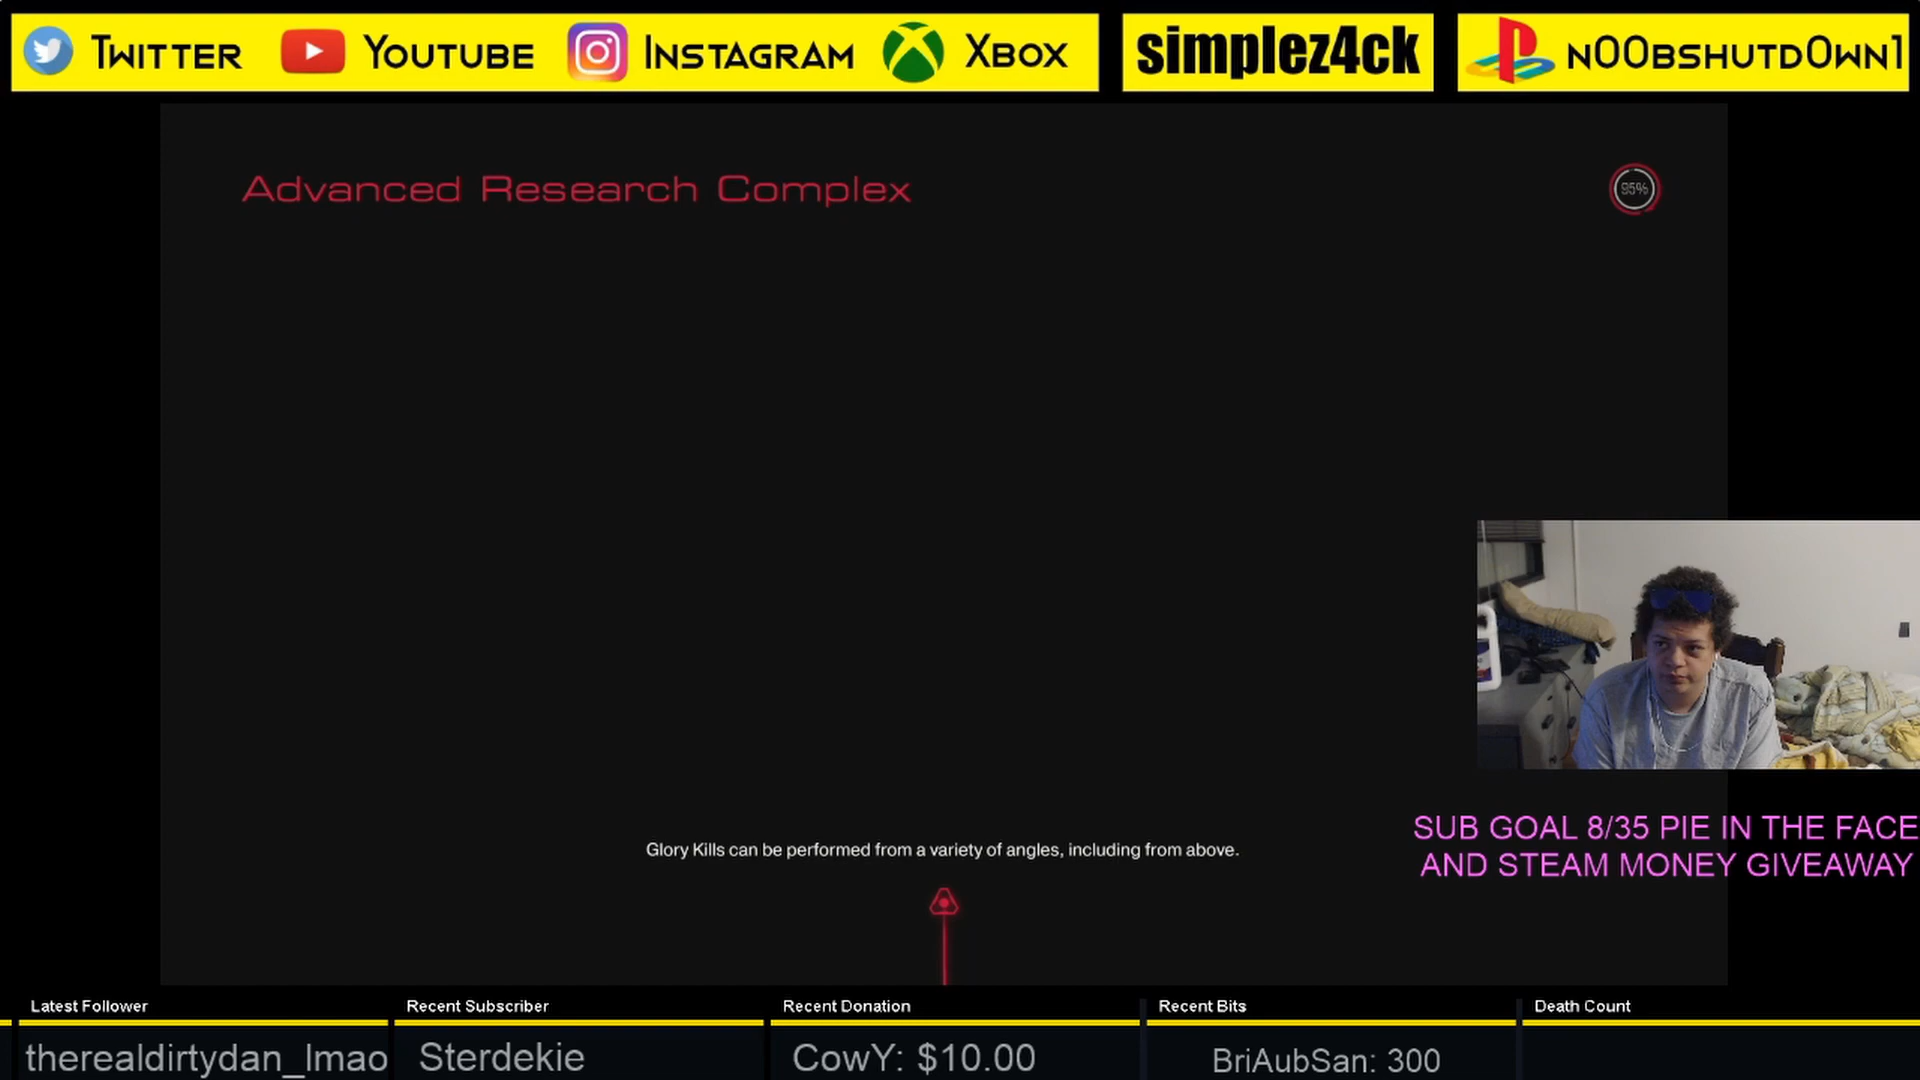 Twitter Youtube Instagram Xbox simplez4ck n00bshutd0wn1
Advanced Research Complex
95%
Glory Kills can be performed from a variety of angles, including from above.
SUB GOAL 8/35 PIE IN THE FACE
AND STEAM MONEY GIVEAWAY
Latest Follower Recent Subscriber Recent Donation Recent Bits Death Count
therealdirtydan_lmao Sterdekie CowY: $10.00 BriAubSan: 300